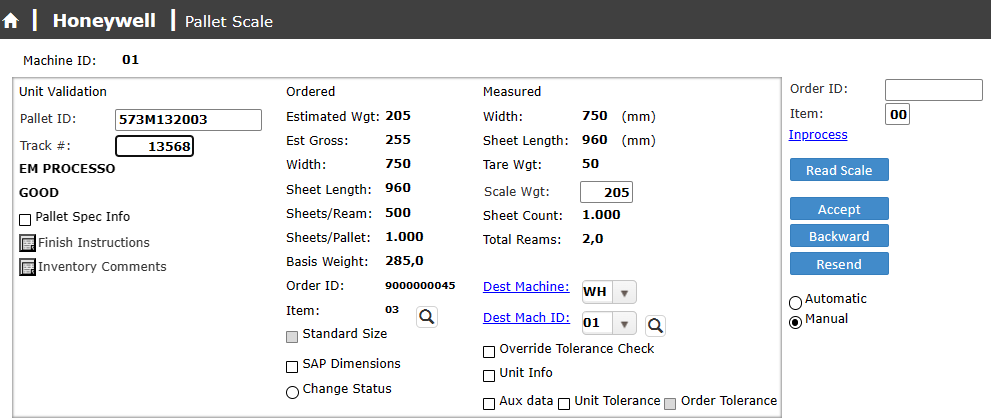 Honeywell Pallet Scale
Machine ID: 01
Unit Validation
Pallet ID: 573M132003
Track #: 13568
EM PROCESSO
GOOD
Pallet Spec Info
Finish Instructions
Inventory Comments
Ordered
Estimated Wgt: 205
Est Gross: 255
Width: 750
Sheet Length: 960
Sheets/Ream: 500
Sheets/Pallet: 1.000
Basis Weight: 285,0
Order ID: 9000000045
Item: 03
Standard Size
SAP Dimensions
Change Status
Measured
Width: 750 (mm)
Sheet Length: 960 (mm)
Tare Wgt: 50
Scale Wgt: 205
Sheet Count: 1.000
Total Reams: 2,0
Dest Machine: WH
Dest Mach ID: 01
Override Tolerance Check
Unit Info
Aux data Unit Tolerance Order Tolerance
Order ID:
Item: 00
Inprocess
Read Scale
Accept
Backward
Resend
Automatic
Manual